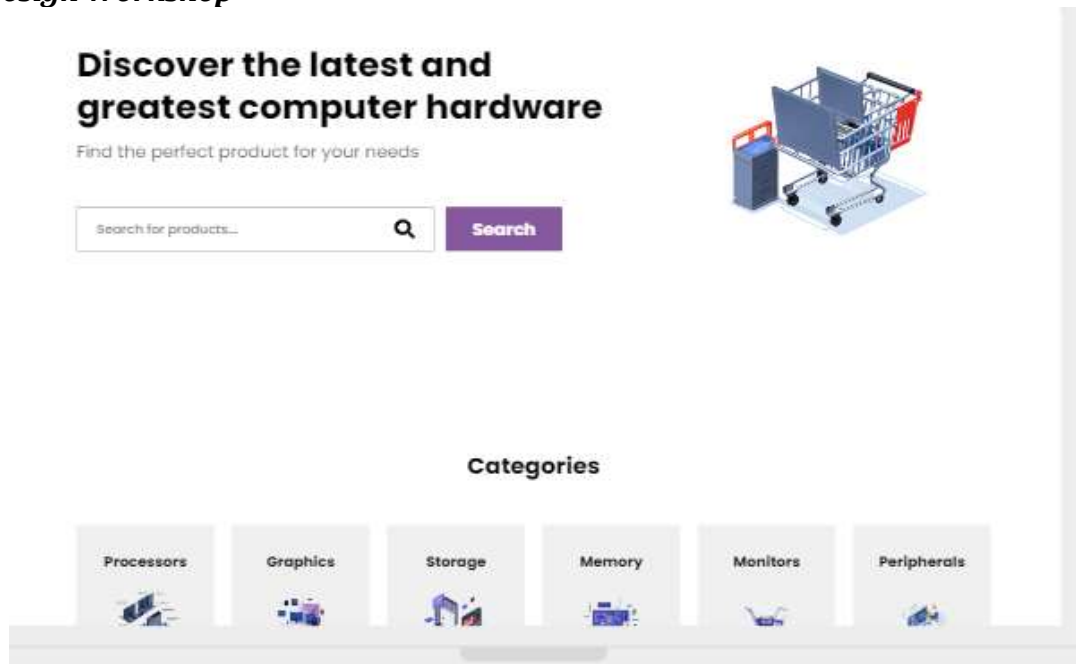 Discover the latest and
greatest computer hardware
Find the perfect product for your needs
Search for products...
Search
Categories
Processors
Graphics
Storage
Memory
Monitors
Peripherals